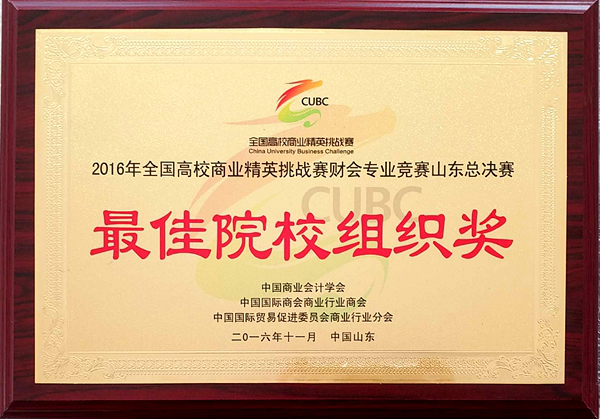 CUBC
全国高校商业精英挑战赛
China University Business Challenge
2016年全国高校商业精英挑战赛财会专业竞赛山东总决赛
CUBC
最佳院校组织奖
中国商业会计学会
中国国际商会商业行业商会
中国国际贸易促进委员会商业行业分会
二0一六年十一月 中国山东